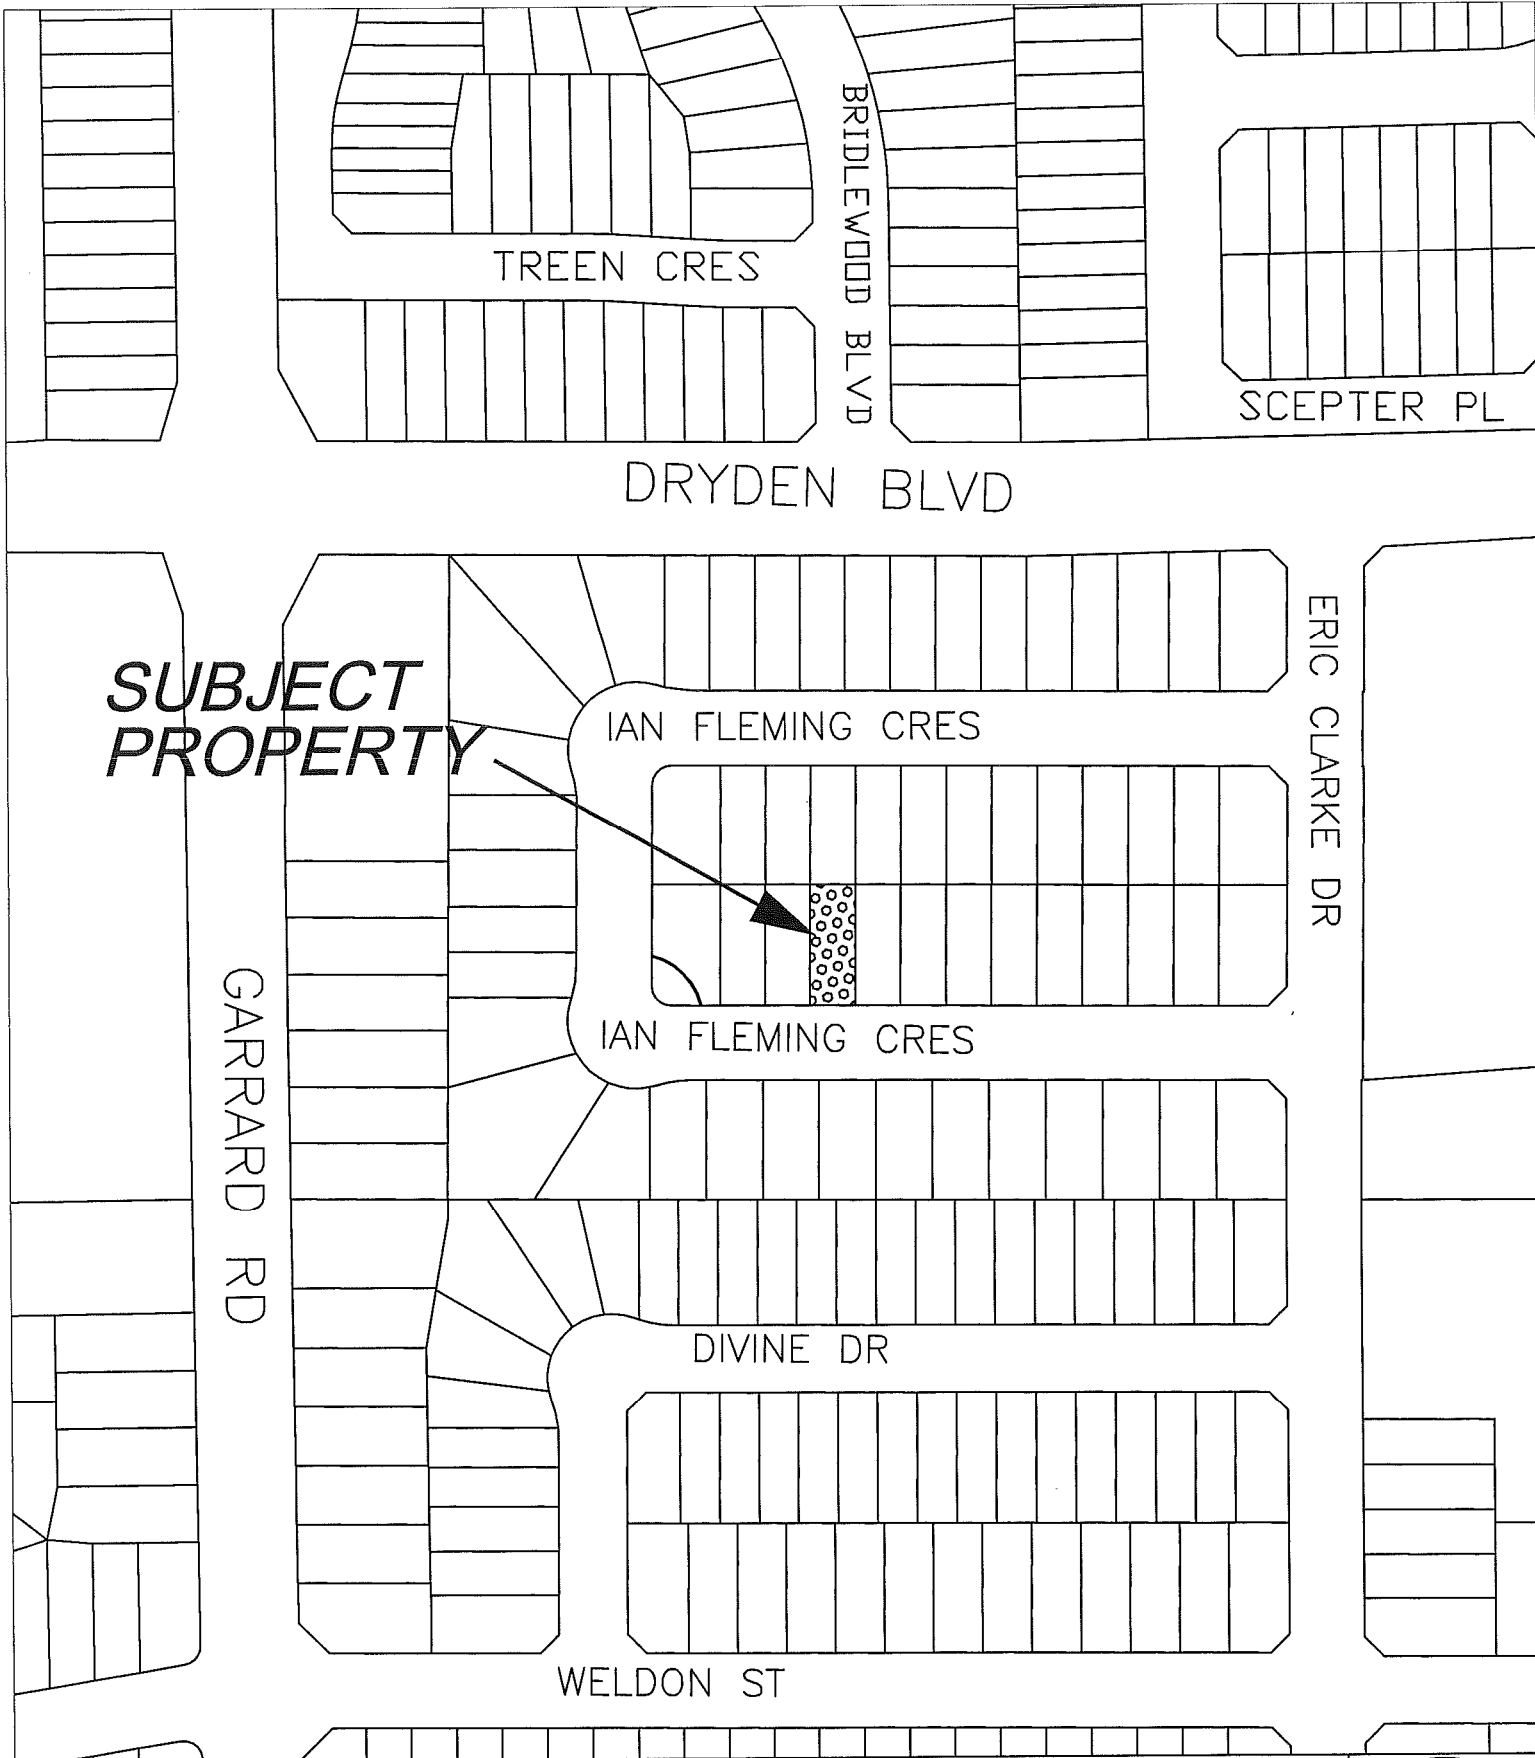 BRIDLEWOOD BLVD
TREEN CRES
SCEPTER PL
DRYDEN BLVD
ERIC CLARKE DR
SUBJECT
PROPERTY
IAN FLEMING CRES
GARRARD RD
IAN FLEMING CRES
DIVINE DR
WELDON ST